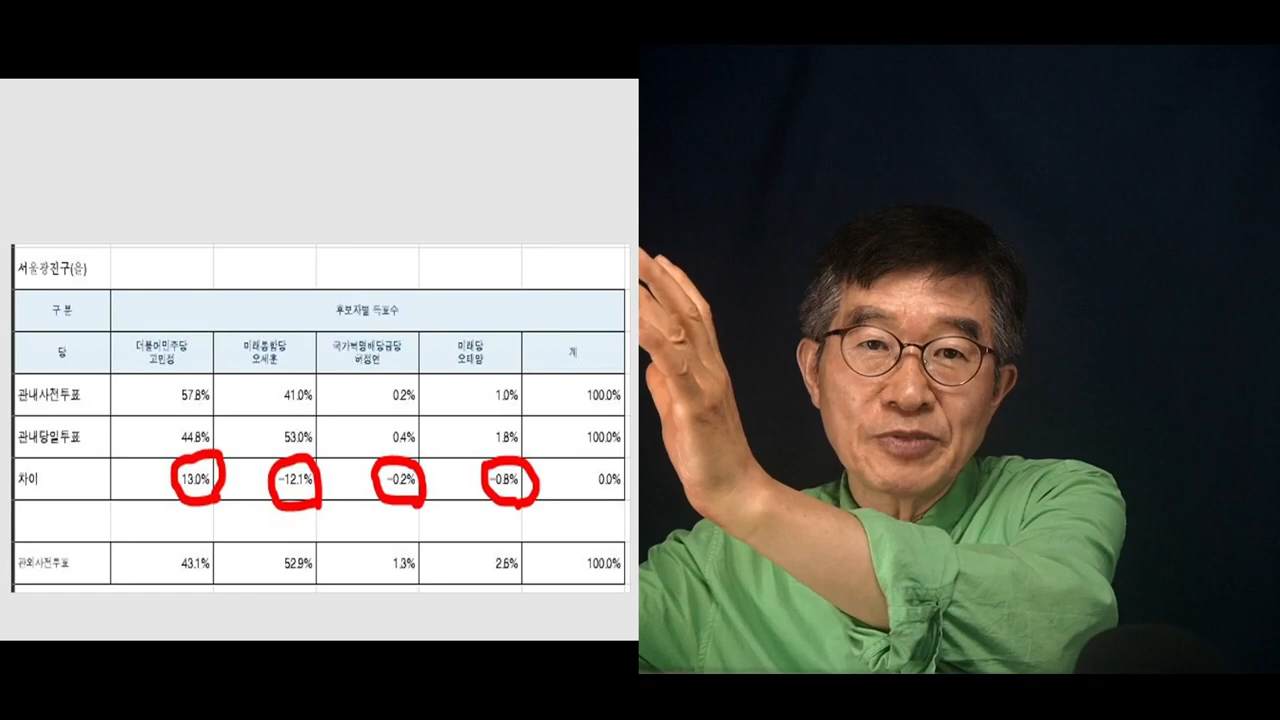 서울광진구(을)
구 분 후보자별 득표수
당 더불어민주당 미래통합당 국가혁명배당금당 미래당 계
고민정 오세훈 허정연 오태양
관내사전투표 57.8% 41.0% 0.2% 1.0% 100.0%
관내당일투표 44.8% 53.0% 0.4% 1.8% 100.0%
차이 13.0% -12.1% -0.2% -0.8% 0.0%
관외사전투표 43.1% 52.9% 1.3% 2.6% 100.0%